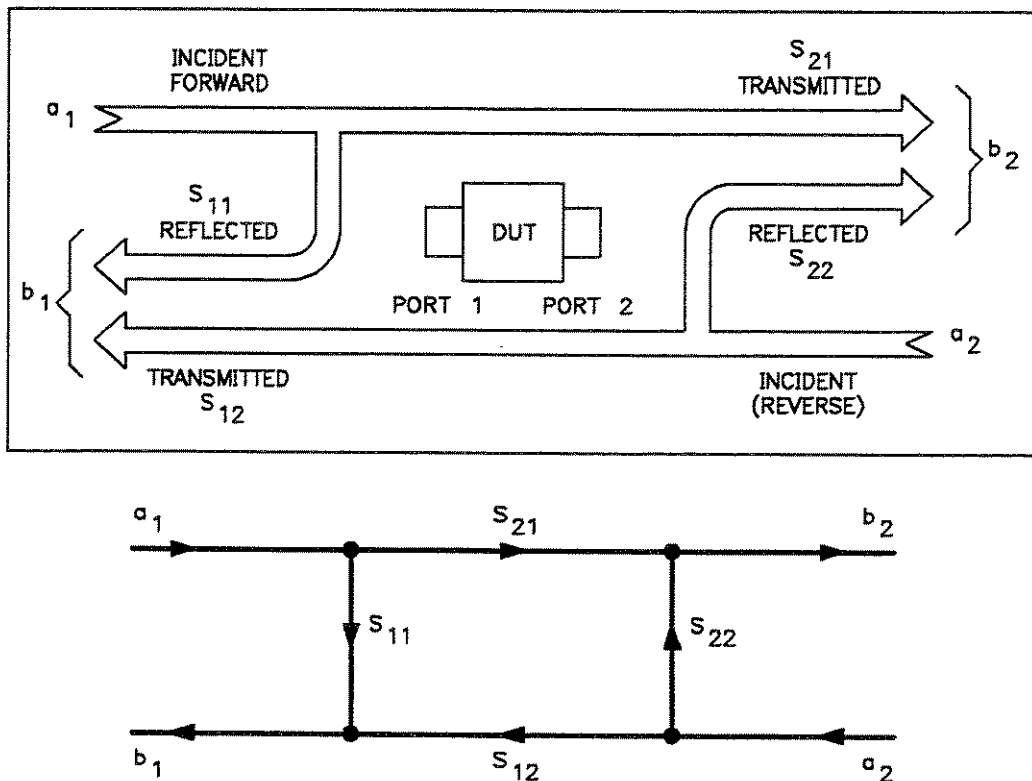 INCIDENT
FORWARD
S21
TRANSMITTED
a1
b2
S11
REFLECTED
DUT
REFLECTED
S22
b1
PORT 1 PORT 2
a2
TRANSMITTED
S12
INCIDENT
(REVERSE)
a1
S21
b2
S11
S22
b1
S12
a2